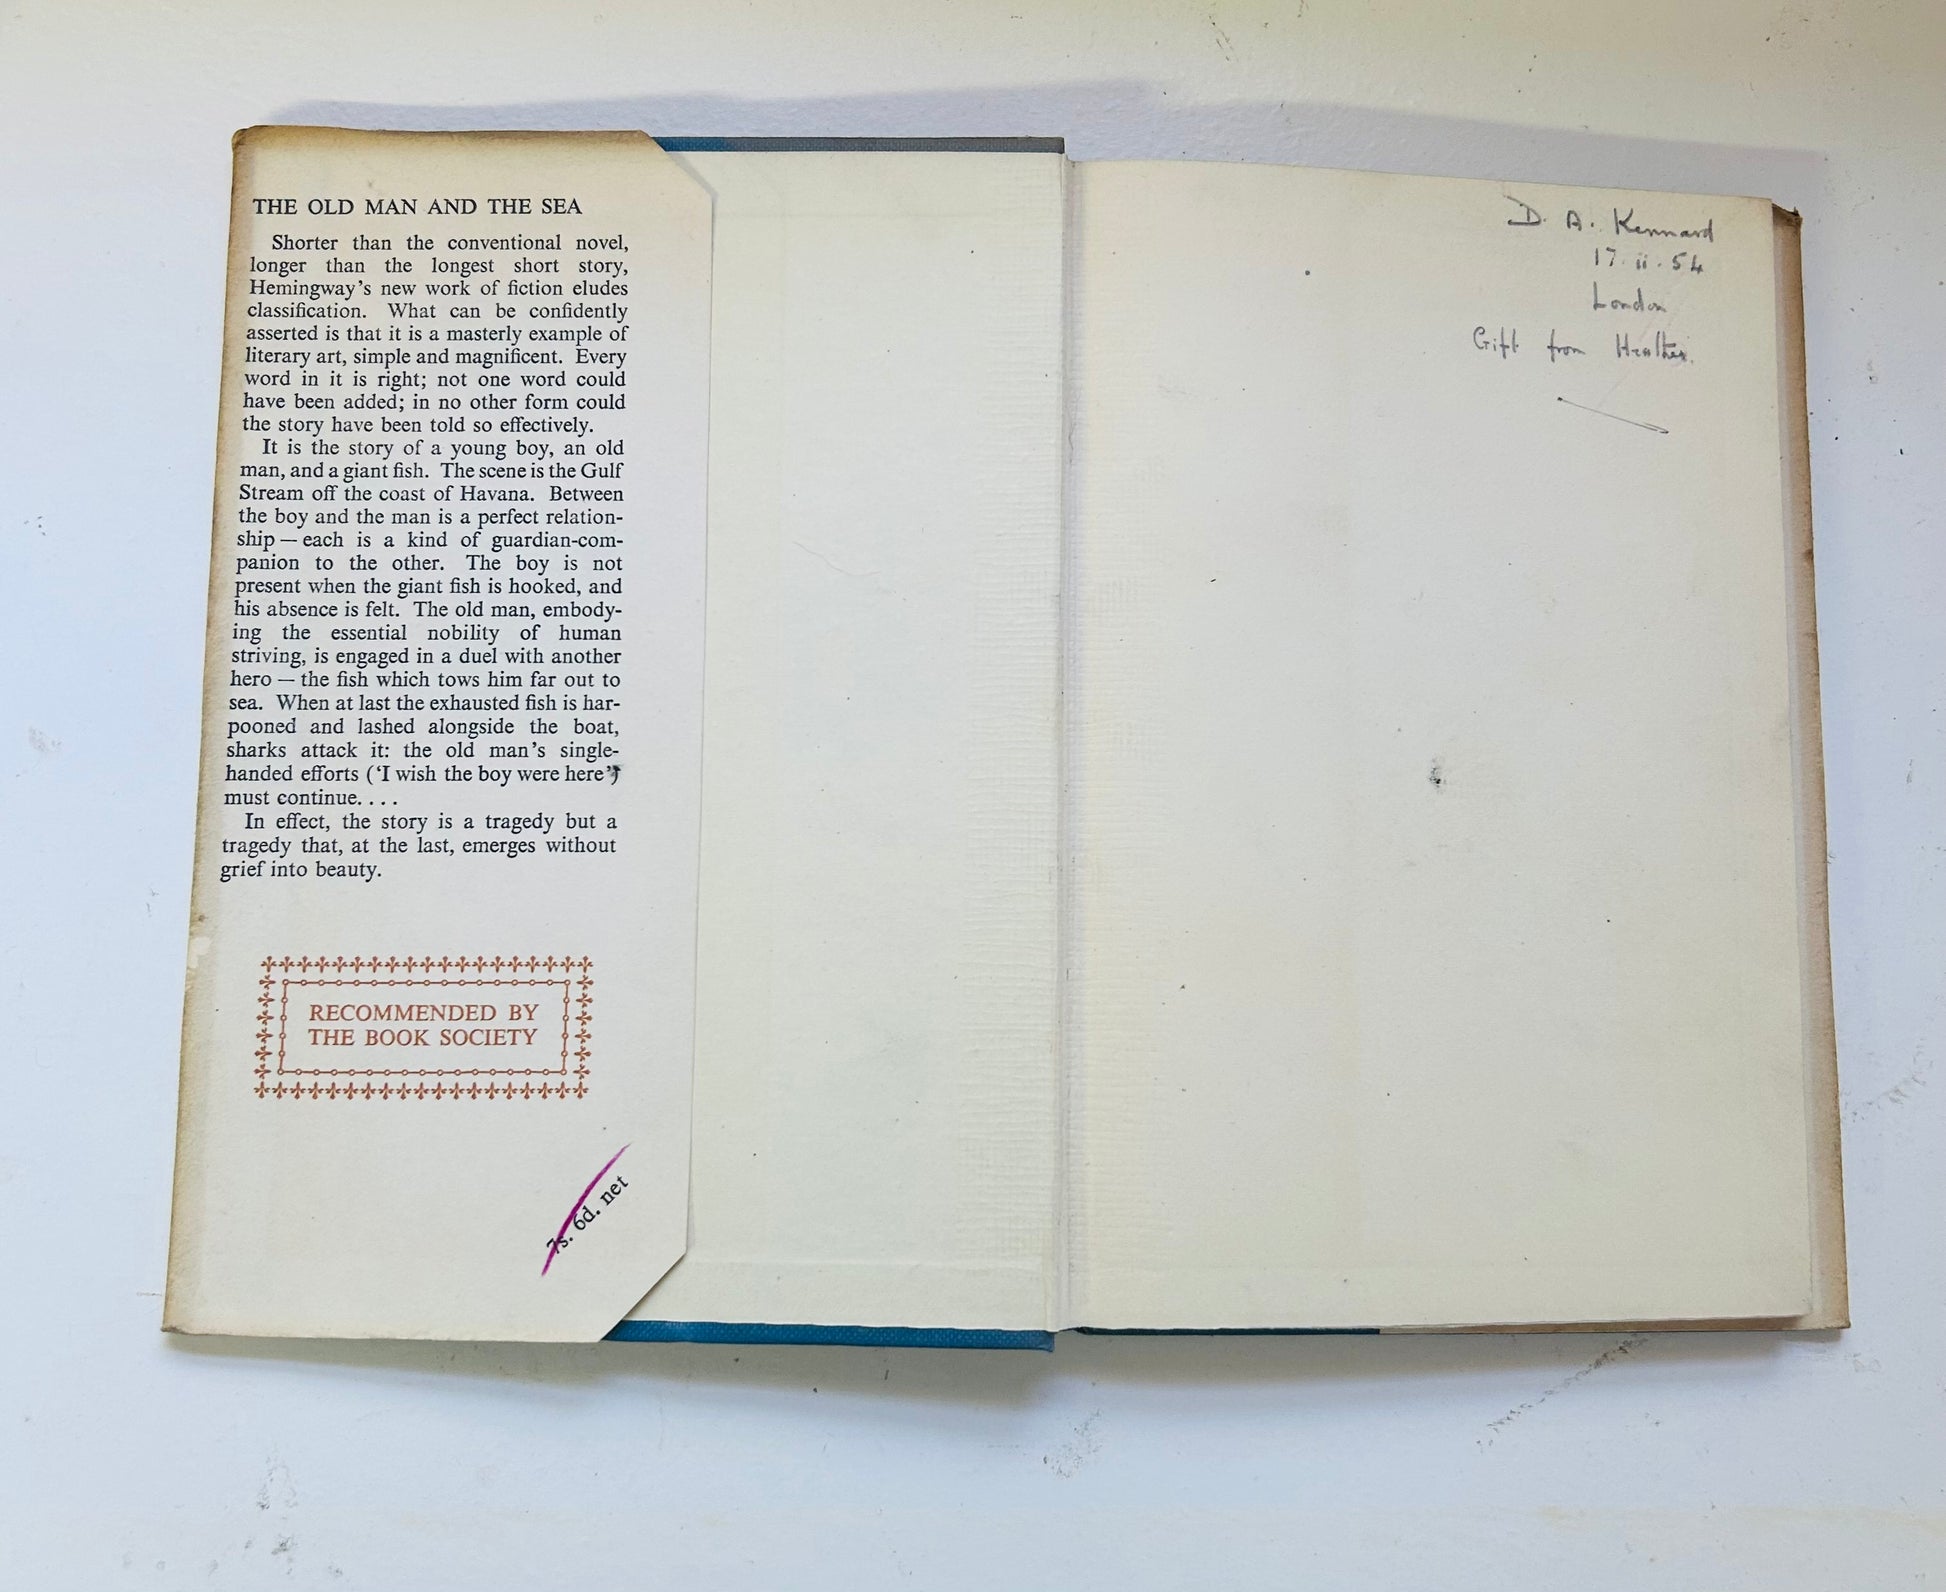 THE OLD MAN AND THE SEA
Shorter than the conventional novel,
longer than the longest short story,
Hemingway's new work of fiction eludes
classification. What can be confidently
asserted is that it is a masterly example of
literary art, simple and magnificent. Every
word in it is right; not one word could
have been added; in no other form could
the story have been told so effectively.
It is the story of a young boy, an old
man, and a giant fish. The scene is the Gulf
Stream off the coast of Havana. Between
the boy and the man is a perfect relation-
ship — each is a kind of guardian-com-
panion to the other. The boy is not
present when the giant fish is hooked, and
his absence is felt. The old man, embody-
ing the essential nobility of human
striving, is engaged in a duel with another
hero — the fish which tows him far out to
sea. When at last the exhausted fish is har-
pooned and lashed alongside the boat,
sharks attack it: the old man's single-
handed efforts ('I wish the boy were here')
must continue. . . .
In effect, the story is a tragedy but a
tragedy that, at the last, emerges without
grief into beauty.
RECOMMENDED BY
THE BOOK SOCIETY
7s. 6d. net
D. A. Kennard
17. ii. 54
London
Gift from Heather.